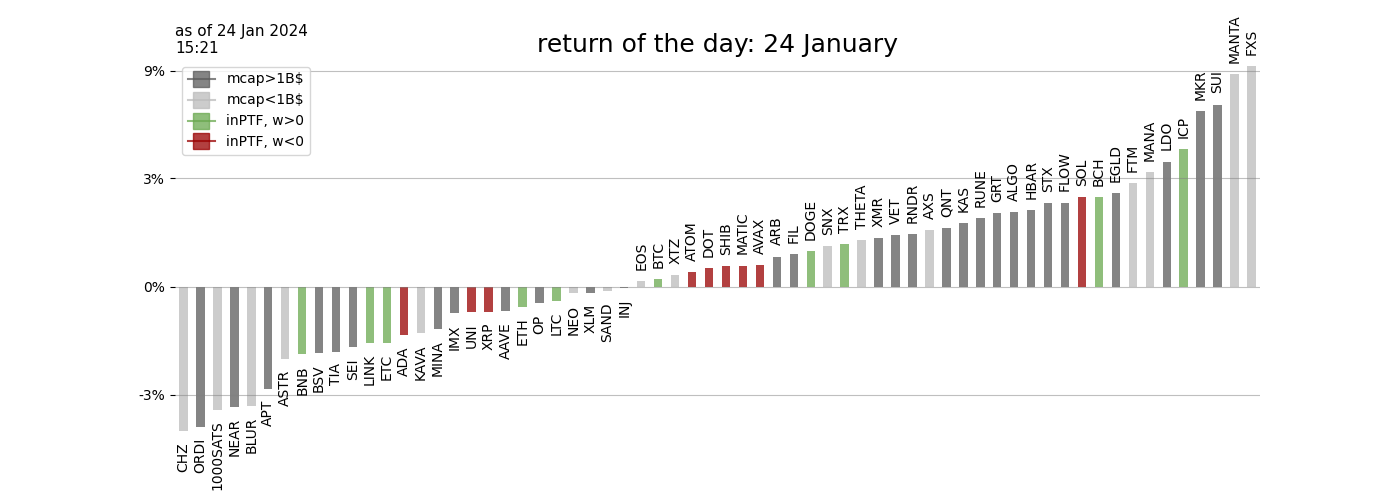 as of 24 Jan 2024
15:21
return of the day: 24 January
mcap>1B$
mcap<1B$
inPTF, w>0
inPTF, w<0
9%
3%
0%
-3%
CHZ
ORDI
1000SATS
NEAR
BLUR
APT
ASTR
BNB
BSV
TIA
SEI
LINK
ETC
ADA
KAVA
MINA
IMX
UNI
XRP
AAVE
ETH
OP
LTC
NEO
XLM
SAND
INJ
EOS
BTC
XTZ
ATOM
DOT
SHIB
MATIC
AVAX
ARB
FIL
DOGE
SNX
TRX
THETA
XMR
VET
RNDR
AXS
QNT
KAS
RUNE
GRT
ALGO
HBAR
STX
FLOW
SOL
BCH
EGLD
FTM
MANA
LDO
ICP
MKR
SUI
MANTA
FXS